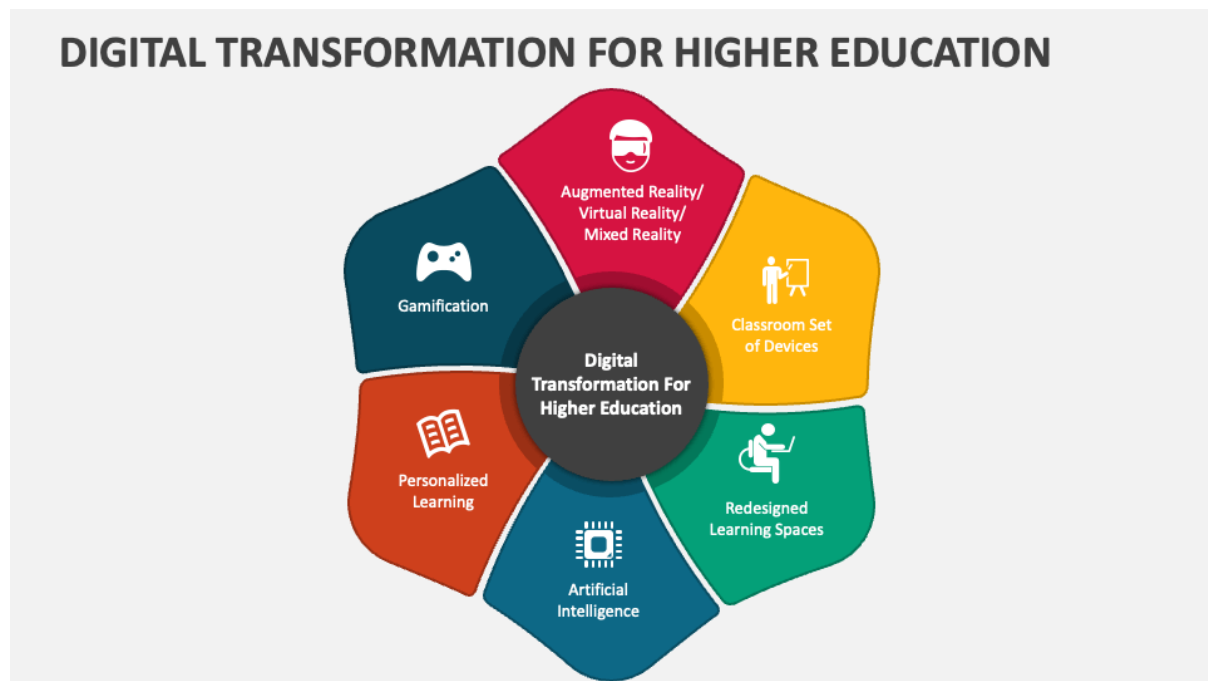 DIGITAL TRANSFORMATION FOR HIGHER EDUCATION
Augmented Reality/
Virtual Reality/
Mixed Reality
Classroom Set
of Devices
Redesigned
Learning Spaces
Artificial
Intelligence
Personalized
Learning
Gamification
Digital
Transformation For
Higher Education